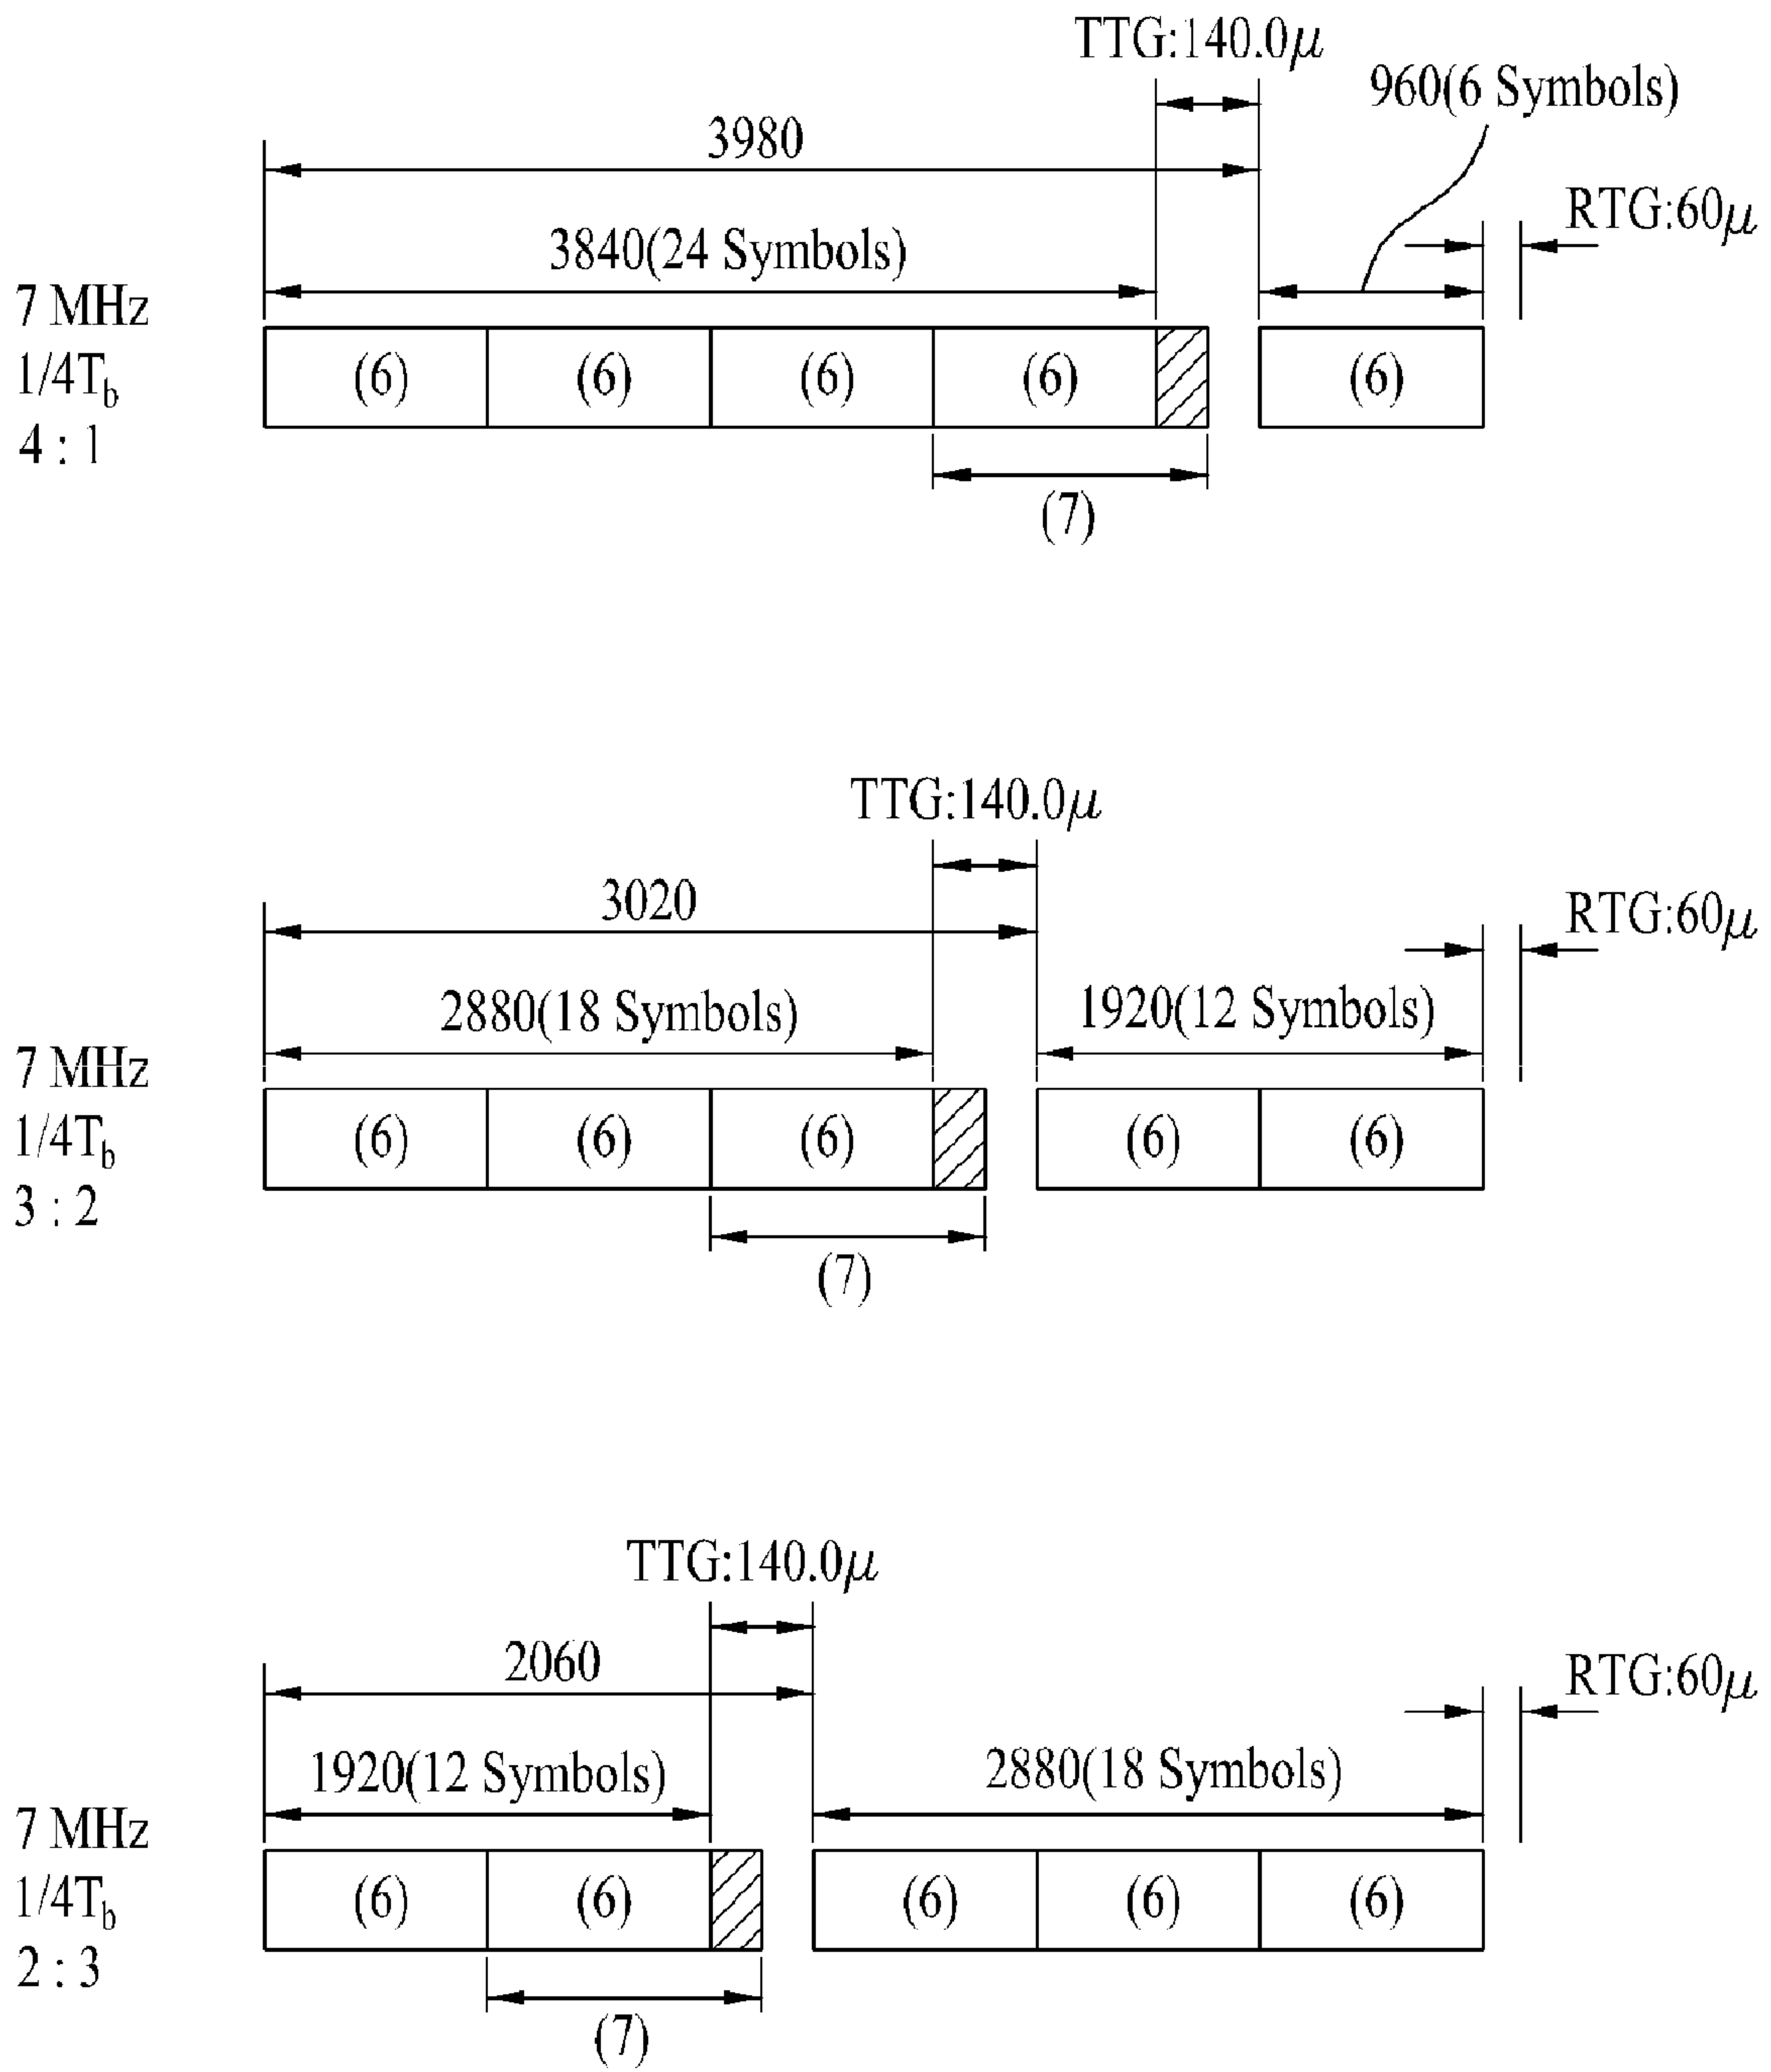 TTG:140.0μ
960(6 Symbols)
3980
RTG:60μ
3840(24 Symbols)
7 MHz
1/4Tb
4 : 1
(6) (6) (6) (6) (6)
(7)
TTG:140.0μ
3020
RTG:60μ
2880(18 Symbols)
1920(12 Symbols)
7 MHz
1/4Tb
3 : 2
(6) (6) (6) (6) (6)
(7)
TTG:140.0μ
2060
RTG:60μ
1920(12 Symbols)
2880(18 Symbols)
7 MHz
1/4Tb
2 : 3
(6) (6) (6) (6) (6)
(7)